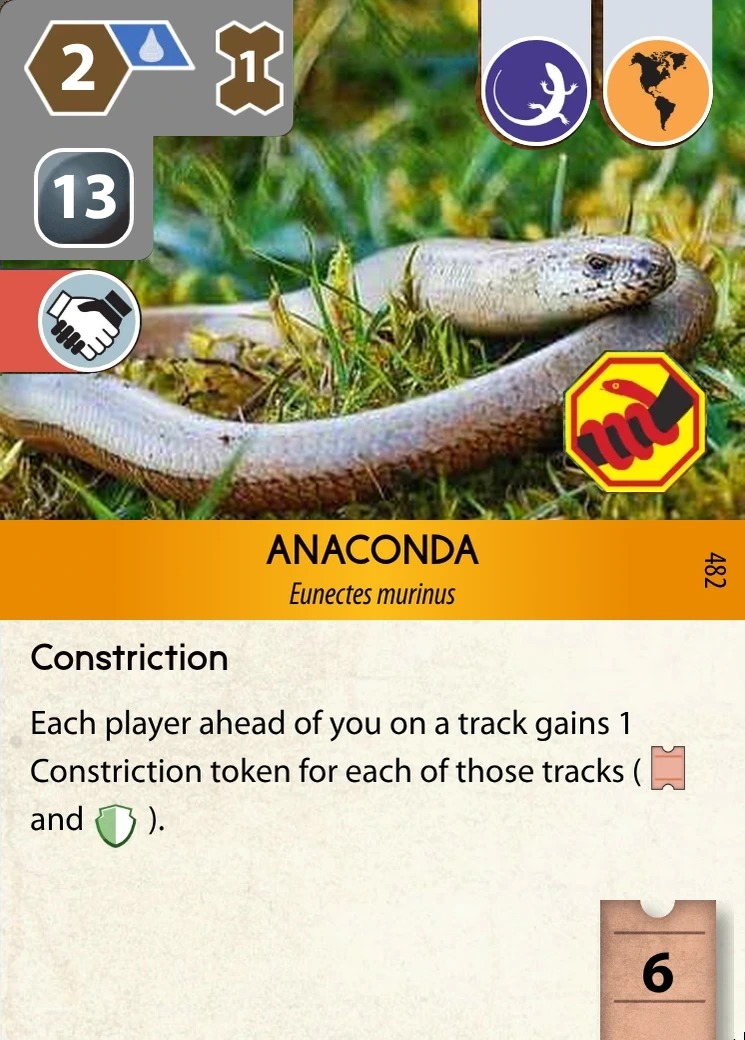 2
1
13
ANACONDA
Eunectes murinus
482
Constriction
Each player ahead of you on a track gains 1
Constriction token for each of those tracks (
and ).
6